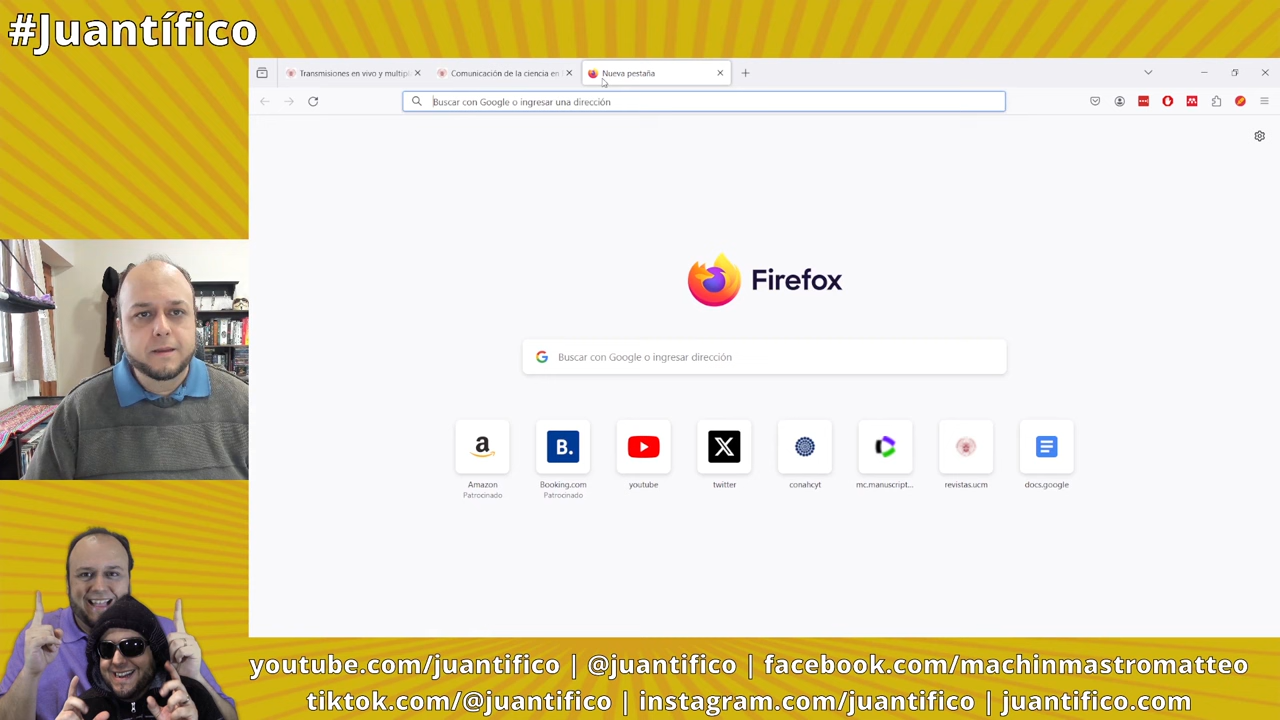 #Juantífico
Transmisiones en vivo y multipl
Comunicación de la ciencia en
Nueva pestaña
Buscar con Google o ingresar una dirección
Firefox
Buscar con Google o ingresar dirección
a
B.
Amazon
Patrocinado
Booking.com
Patrocionado
youtube
twitter
conahcyt
mc.manuscript...
revistas.ucm
docs.google
youtube.com/juantifico | @juantifico | facebook.com/machinmastromatteo
tiktok.com/@juantifico | instagram.com/juantifico | juantifico.com